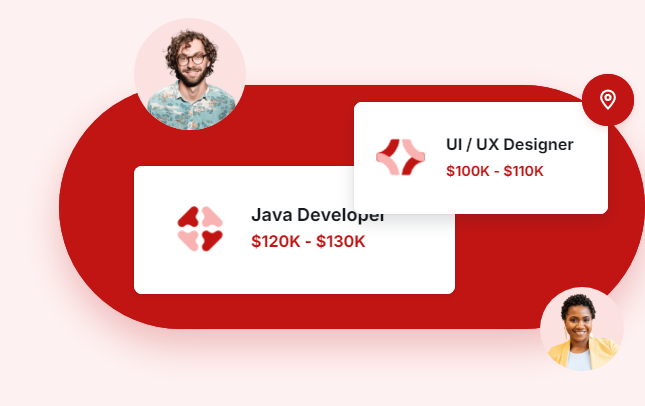 UI / UX Designer
$100K - $110K
Java Developer
$120K - $130K